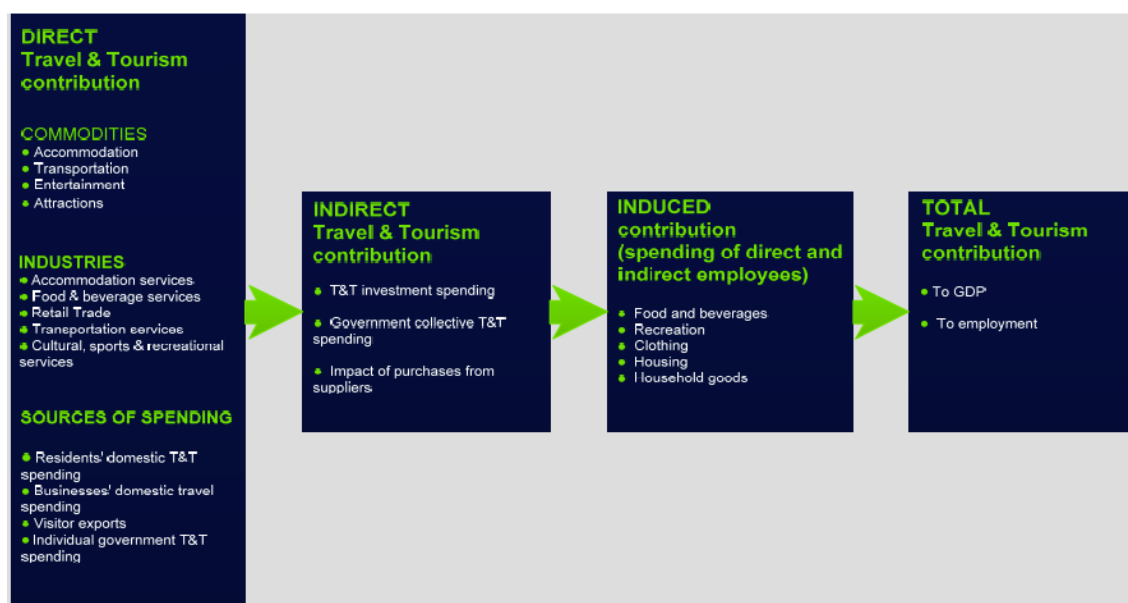 DIRECT
Travel & Tourism
contribution
COMMODITIES
• Accommodation
• Transportation
• Entertainment
• Attractions
INDUSTRIES
• Accommodation services
• Food & beverage services
• Retail Trade
• Transportation services
• Cultural, sports & recreational
services
SOURCES OF SPENDING
• Residents' domestic T&T
spending
• Businesses' domestic travel
spending
• Visitor exports
• Individual government T&T
spending
INDIRECT
Travel & Tourism
contribution
• T&T investment spending
• Government collective T&T
spending
• Impact of purchases from
suppliers
INDUCED
contribution
(spending of direct and
indirect employees)
• Food and beverages
• Recreation
• Clothing
• Housing
• Household goods
TOTAL
Travel & Tourism
contribution
• To GDP
• To employment